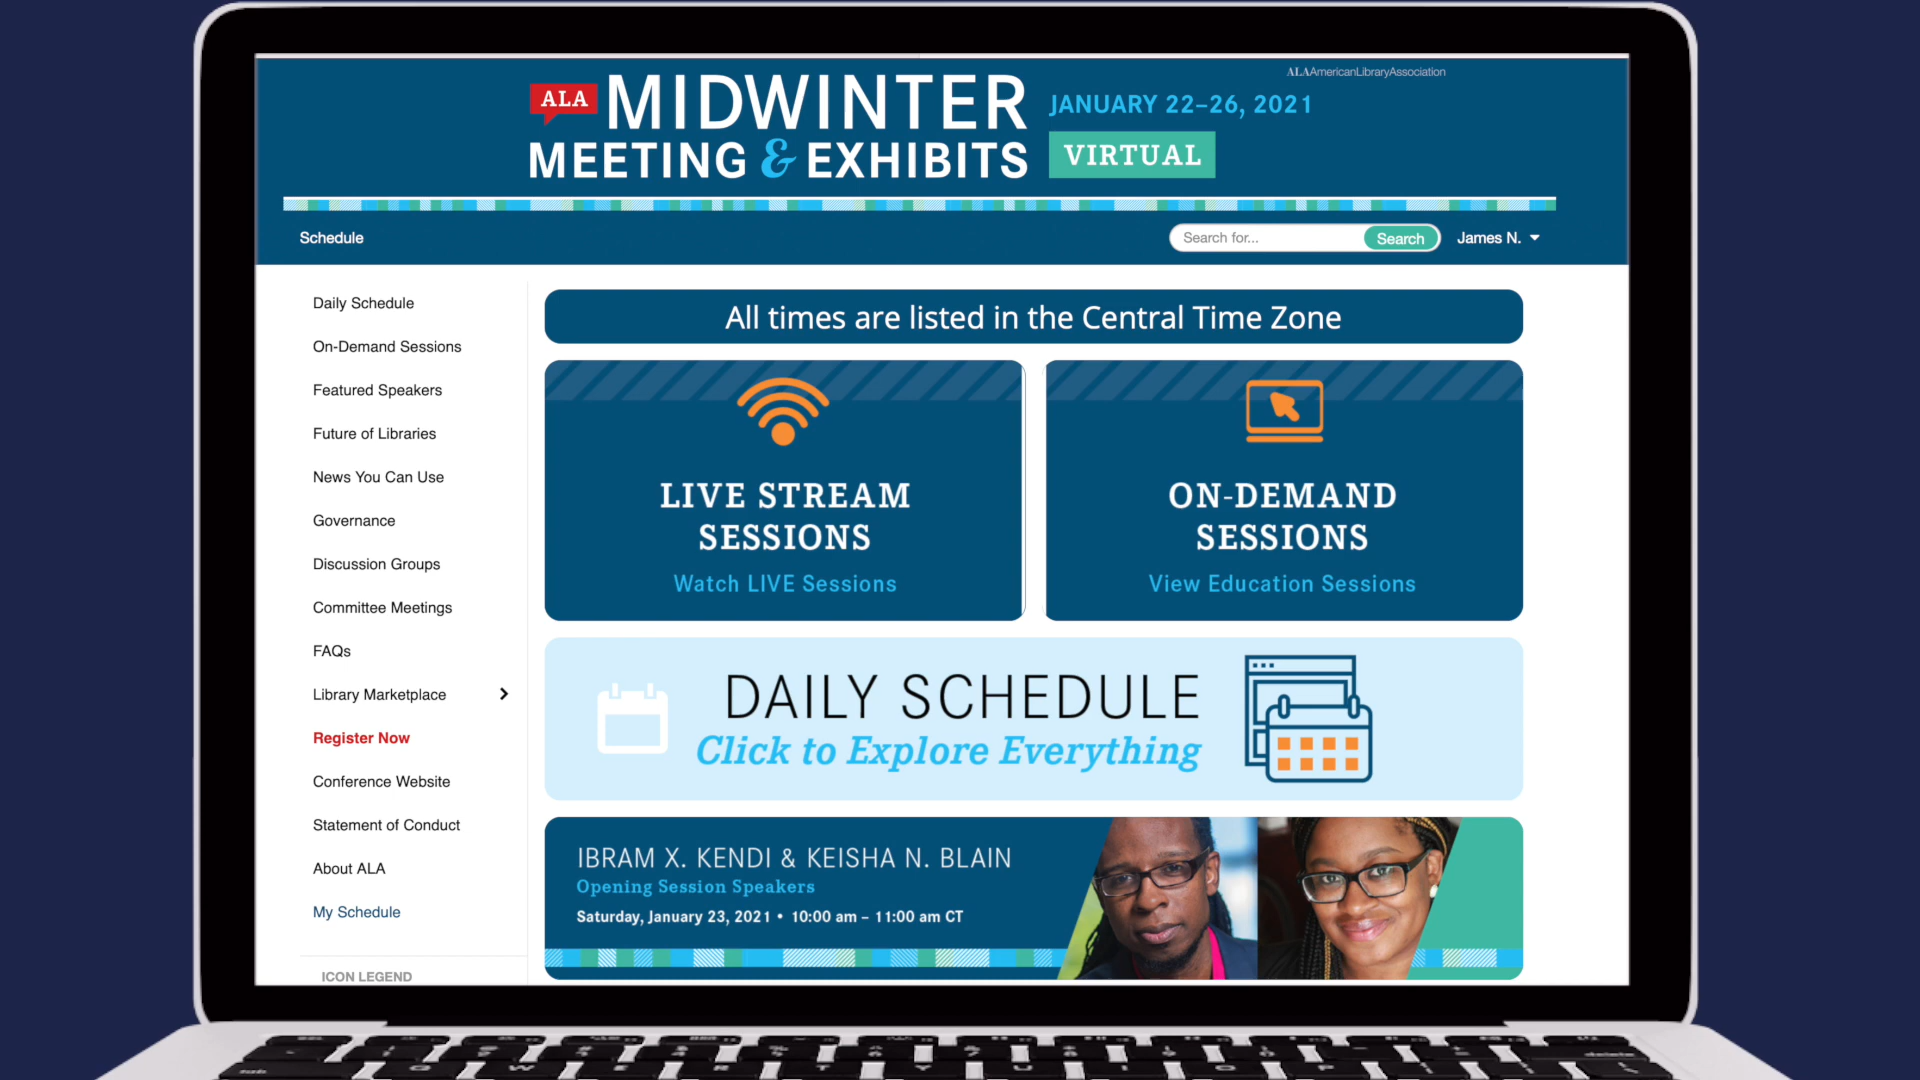 ALAAmericanLibraryAssociation
ALA MIDWINTER
MEETING & EXHIBITS
JANUARY 22–26, 2021
VIRTUAL
Schedule
Search for...
Search
James N.
Daily Schedule
On-Demand Sessions
Featured Speakers
Future of Libraries
News You Can Use
Governance
Discussion Groups
Committee Meetings
FAQs
Library Marketplace
Register Now
Conference Website
Statement of Conduct
About ALA
My Schedule
ICON LEGEND
All times are listed in the Central Time Zone
LIVE STREAM
SESSIONS
Watch LIVE Sessions
ON-DEMAND
SESSIONS
View Education Sessions
DAILY SCHEDULE
Click to Explore Everything
IBRAM X. KENDI & KEISHA N. BLAIN
Opening Session Speakers
Saturday, January 23, 2021 • 10:00 am – 11:00 am CT